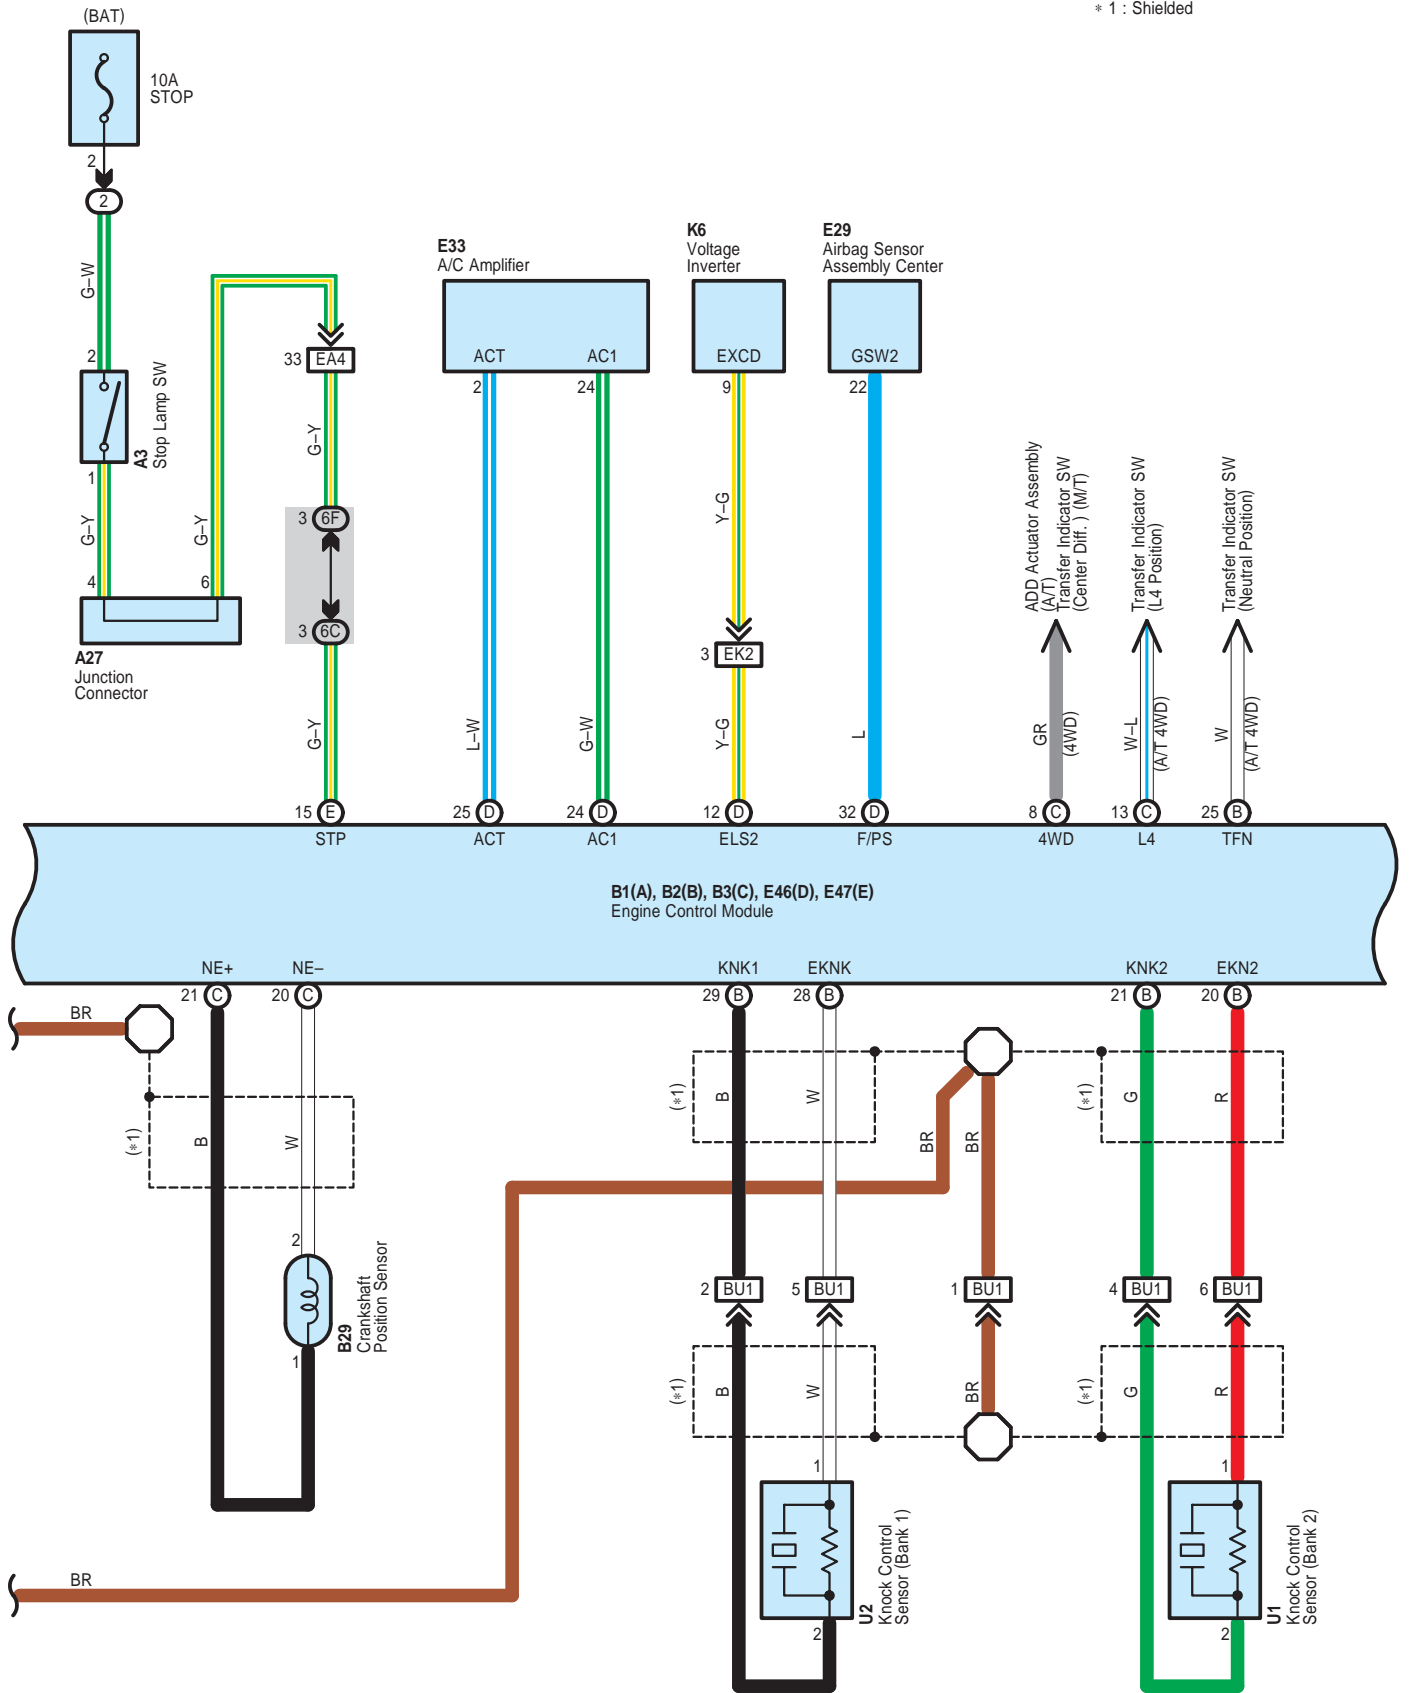 (BAT)
* 1 : Shielded
10A
STOP
2
2
G–W
2
A3
Stop Lamp SW
1
G–Y
4
G–Y
6
A27
Junction
Connector
33 EA4
G–Y
3 6F
3 6C
G–Y
E33
A/C Amplifier
ACT
AC1
2
24
L–W
G–W
K6
Voltage
Inverter
EXCD
9
Y–G
3 EK2
Y–G
E29
Airbag Sensor
Assembly Center
GSW2
22
L
ADD Actuator Assembly
(A/T)
Transfer Indicator SW
(Center Diff. ) (M/T)
GR
(4WD)
Transfer Indicator SW
(L4 Position)
W–L
(A/T 4WD)
Transfer Indicator SW
(Neutral Position)
W
(A/T 4WD)
15 E
25 D
24 D
12 D
32 D
8 C
13 C
25 B
STP
ACT
AC1
ELS2
F/PS
4WD
L4
TFN
B1(A), B2(B), B3(C), E46(D), E47(E)
Engine Control Module
NE+
NE–
KNK1
EKNK
KNK2
EKN2
21 C
20 C
29 B
28 B
21 B
20 B
BR
(*1)
B
W
(*1)
B
W
BR
BR
(*1)
G
R
2
B29
Crankshaft
Position Sensor
1
2 BU1
5 BU1
1 BU1
4 BU1
6 BU1
(*1)
B
W
BR
(*1)
G
R
1
U2
Knock Control
Sensor (Bank 1)
2
1
U1
Knock Control
Sensor (Bank 2)
2
BR